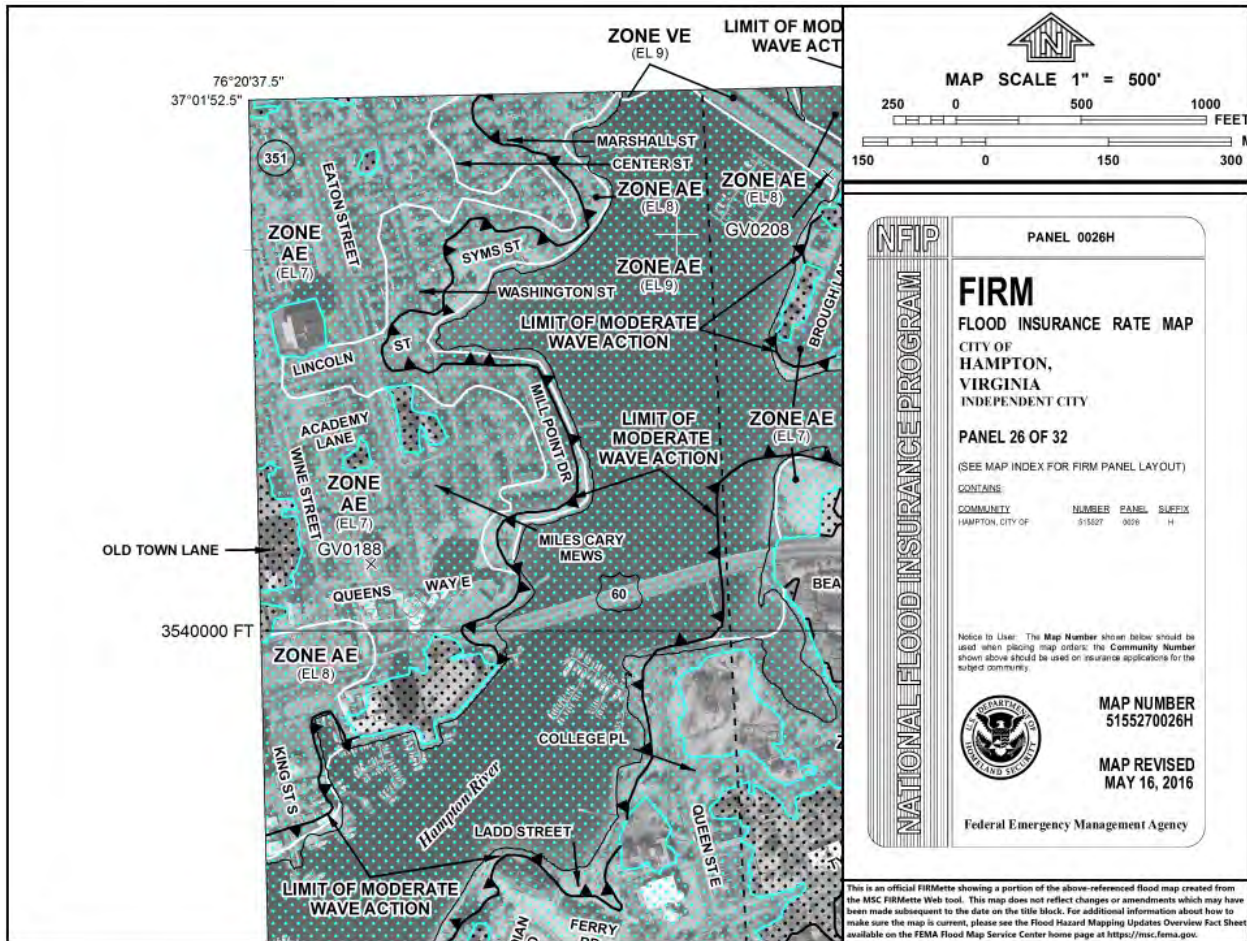 ZONE VE
(EL 9)
LIMIT OF MOD
WAVE ACT
76°20'37.5"
37°01'52.5"
351
MARSHALL ST
CENTER ST
EATON STREET
ZONE AE
(EL 8)
ZONE AE
(EL 8)
GV0208
ZONE
AE
(EL 7)
SYMS ST
ZONE AE
(EL 9)
WASHINGTON ST
BROUGH LA
LIMIT OF MODERATE
WAVE ACTION
LINCOLN ST
MILL POINT DR
LIMIT OF
MODERATE
WAVE ACTION
ZONE AE
(EL 7)
ACADEMY
LANE
WINE STREET
ZONE
AE
(EL 7)
GV0188
OLD TOWN LANE
MILES CARY
MEWS
QUEENS WAY E
60
BEA
3540000 FT
ZONE AE
(EL 8)
COLLEGE PL
KING ST S
Hampton River
LADD STREET
QUEEN ST E
LIMIT OF MODERATE
WAVE ACTION
FERRY
N
MAP SCALE 1" = 500'
250 0 500 1000
FEET
150 0 150 300
NFIP
PANEL 0026H
NATIONAL FLOOD INSURANCE PROGRAM
FIRM
FLOOD INSURANCE RATE MAP
CITY OF
HAMPTON,
VIRGINIA
INDEPENDENT CITY
PANEL 26 OF 32
(SEE MAP INDEX FOR FIRM PANEL LAYOUT)
CONTAINS:
COMMUNITY NUMBER PANEL SUFFIX
HAMPTON, CITY OF 515527 0026 H
Notice to User: The Map Number shown below should be
used when placing map orders; the Community Number
shown above should be used on insurance applications for the
subject community.
U.S. DEPARTMENT OF HOMELAND SECURITY
MAP NUMBER
5155270026H
MAP REVISED
MAY 16, 2016
Federal Emergency Management Agency
This is an official FIRMette showing a portion of the above-referenced flood map created from
the MSC FIRMette Web tool. This map does not reflect changes or amendments which may have
been made subsequent to the date on the title block. For additional information about how to
make sure the map is current, please see the Flood Hazard Mapping Updates Overview Fact Sheet
available on the FEMA Flood Map Service Center home page at https://msc.fema.gov.